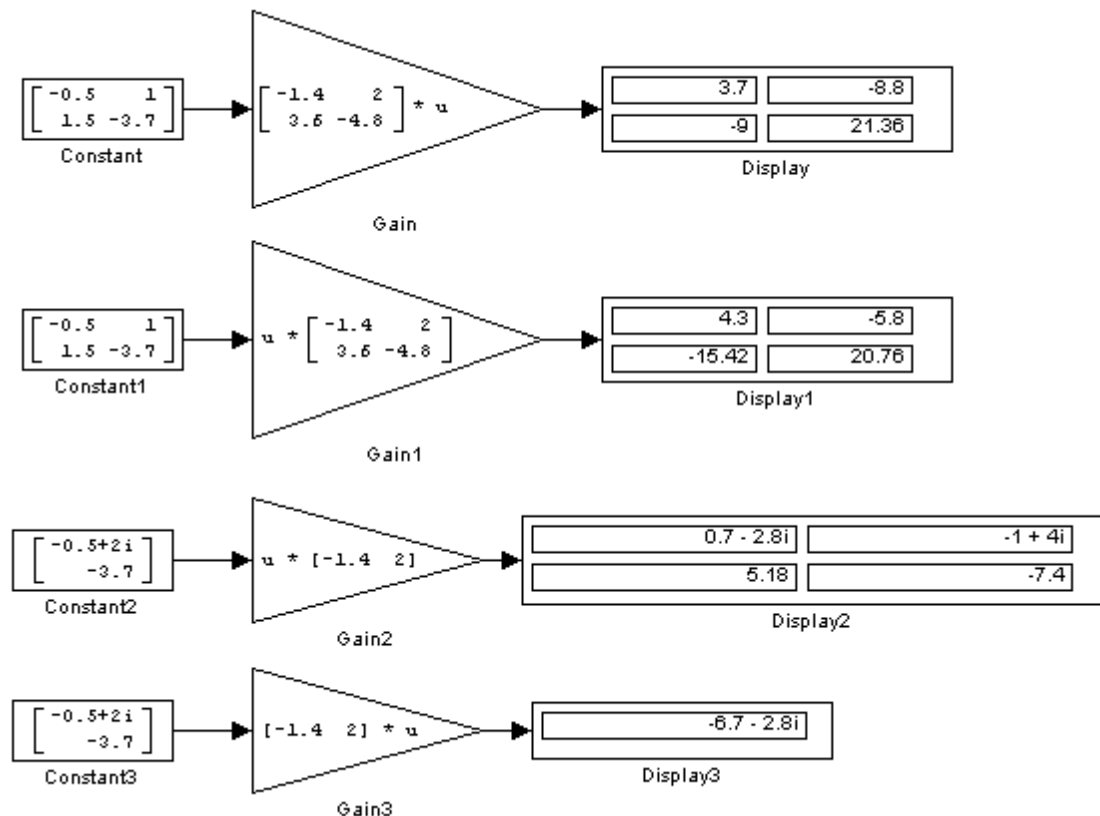 [-0.5 1
1.5 -3.7]
Constant
[-1.4 2
3.6 -4.8] * u
Gain
3.7 -8.8
-9 21.36
Display
[-0.5 1
1.5 -3.7]
Constant1
u * [-1.4 2
3.6 -4.8]
Gain1
4.3 -5.8
-15.42 20.76
Display1
[-0.5+2i
-3.7]
Constant2
u * [-1.4 2]
Gain2
0.7 - 2.8i -1 + 4i
5.18 -7.4
Display2
[-0.5+2i
-3.7]
Constant3
[-1.4 2] * u
Gain3
-6.7 - 2.8i
Display3